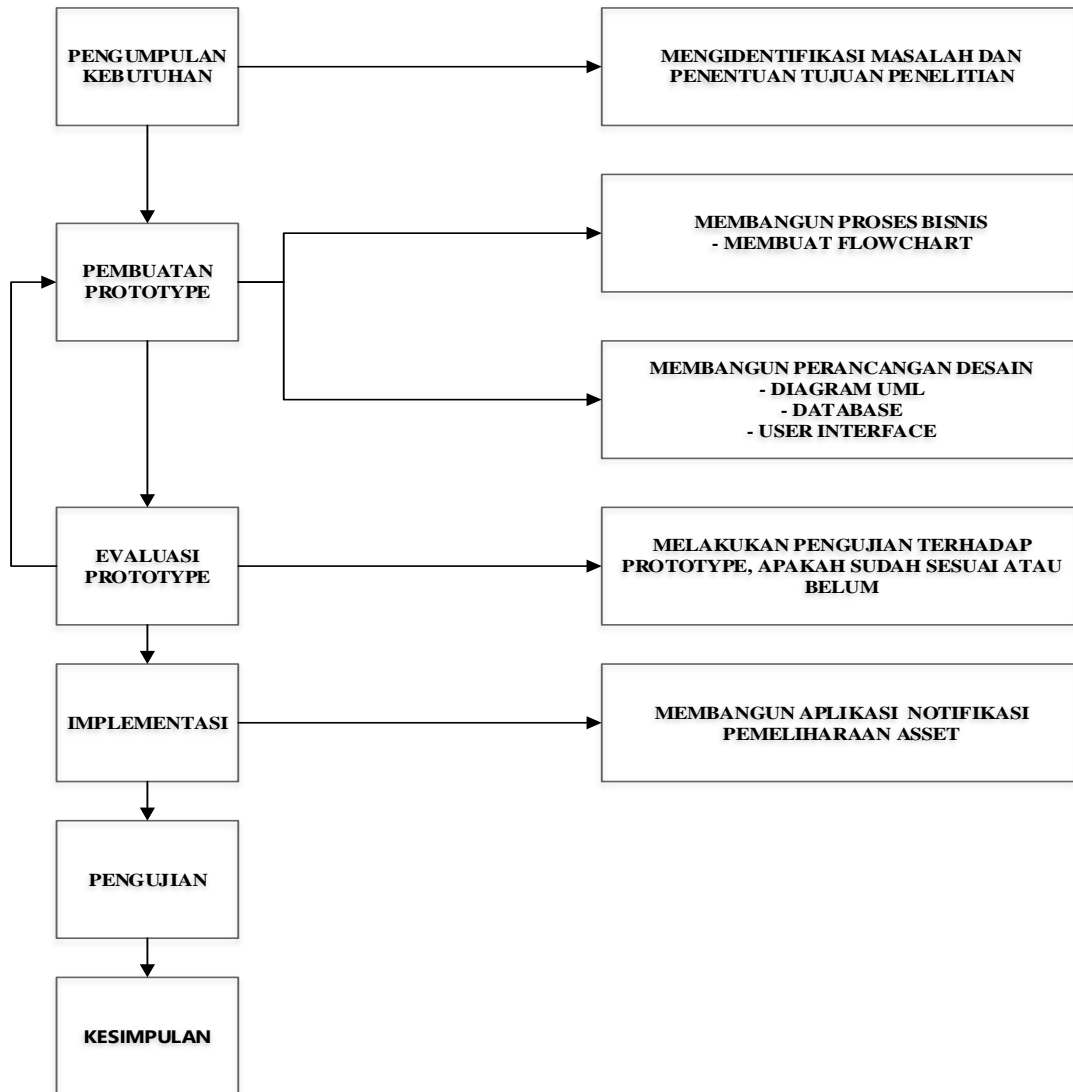 PENGUMPULAN
KEBUTUHAN
MENGIDENTIFIKASI MASALAH DAN
PENENTUAN TUJUAN PENELITIAN
MEMBANGUN PROSES BISNIS
- MEMBUAT FLOWCHART
PEMBUATAN
PROTOTYPE
MEMBANGUN PERANCANGAN DESAIN
- DIAGRAM UML
- DATABASE
- USER INTERFACE
EVALUASI
PROTOTYPE
MELAKUKAN PENGUJIAN TERHADAP
PROTOTYPE, APAKAH SUDAH SESUAI ATAU
BELUM
IMPLEMENTASI
MEMBANGUN APLIKASI NOTIFIKASI
PEMELIHARAAN ASSET
PENGUJIAN
KESIMPULAN